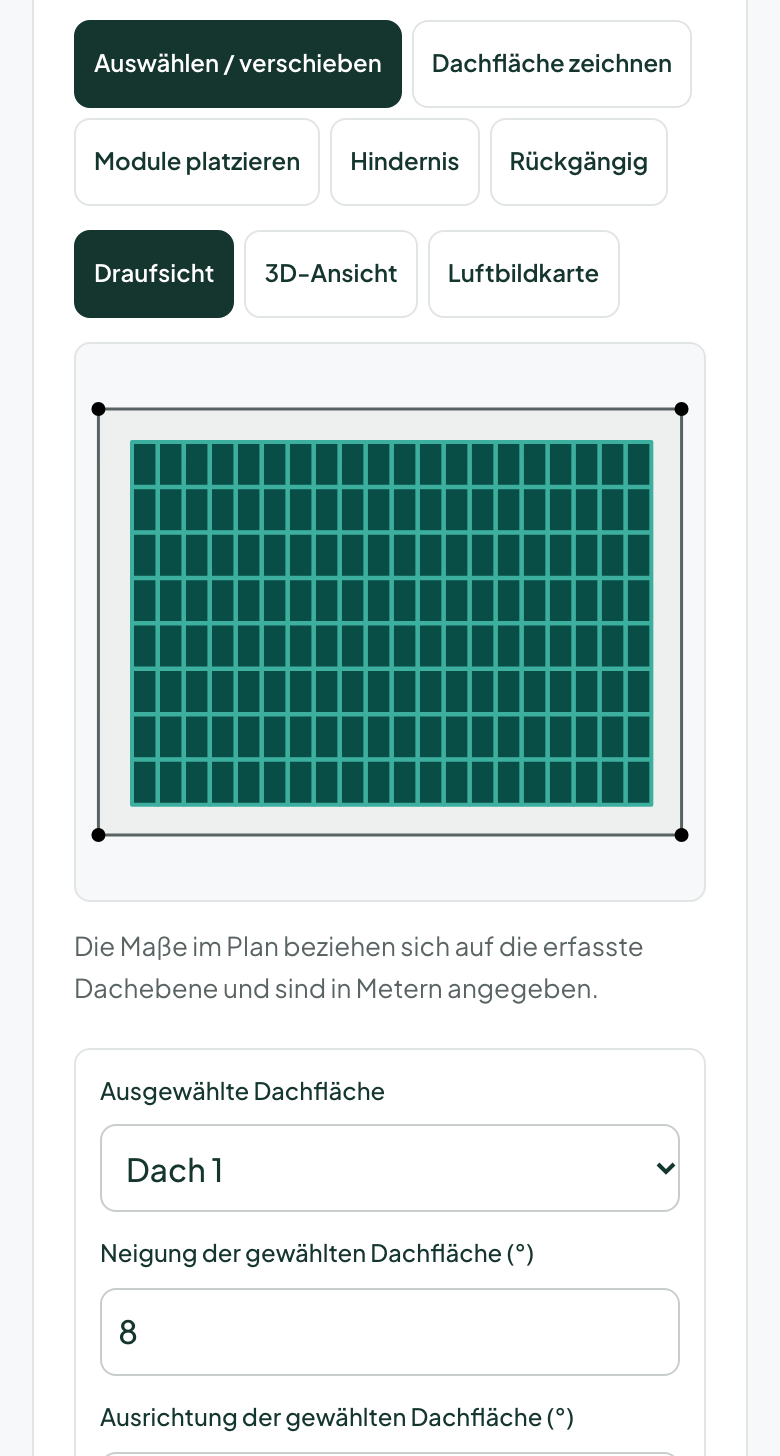 Auswählen / verschieben
Dachfläche zeichnen
Module platzieren
Hindernis
Rückgängig
Draufsicht
3D-Ansicht
Luftbildkarte
Die Maße im Plan beziehen sich auf die erfasste
Dachebene und sind in Metern angegeben.
Ausgewählte Dachfläche
Dach 1
Neigung der gewählten Dachfläche (°)
8
Ausrichtung der gewählten Dachfläche (°)